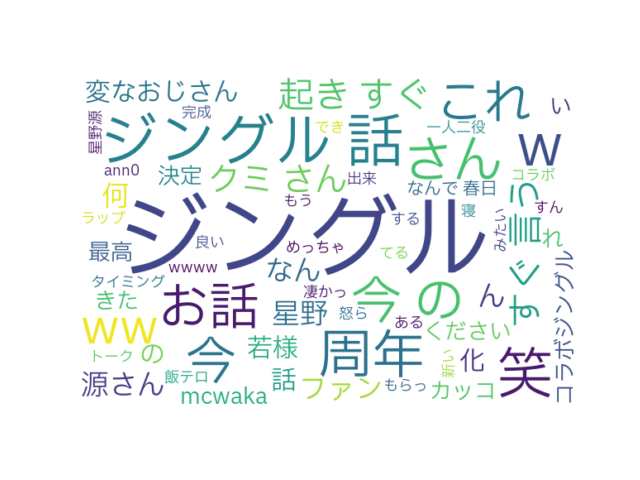 変なおじさん
起き すぐ
これ
い
星野源
完成
ジングル 話
でき
一人二役
さん
w
ann0
決定
クミ さん
出来
なんで 春日
コラボ
何
もう
寝
すん
ラップ
ジングル
する
みたい
すぐ 言う
れ
最高
良い
めっちゃ
てる
wwww
なん
タイミング
お話
凄かっ
今 の
ん
コラボジングル
きた
星野
怒ら
ある
ください
ww
の
今
若様
周年
新い
化
笑
トーク
源さん
飯テロ
話
ファン
もらっ
カッコ
mcwaka